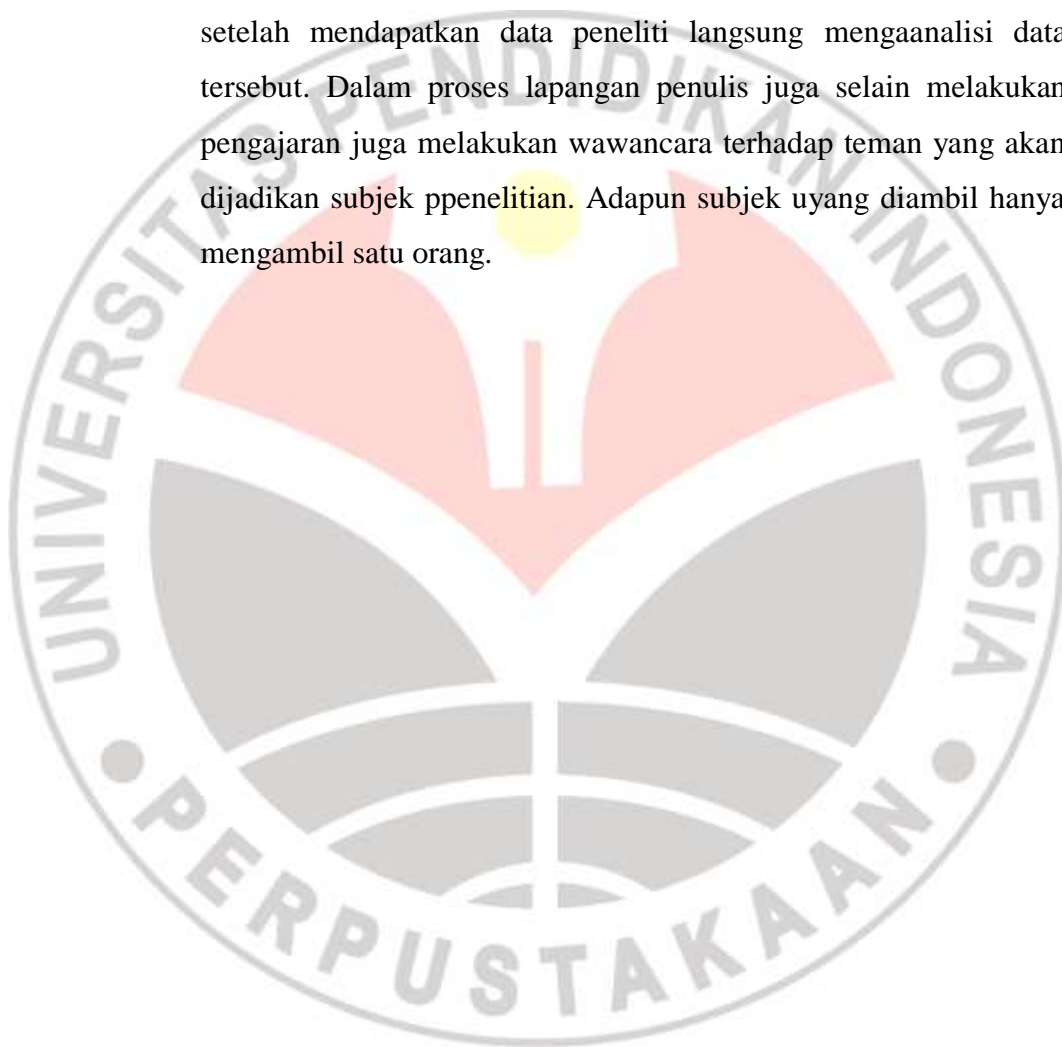 setelah mendapatkan data peneliti langsung mengaanalisi data
tersebut. Dalam proses lapangan penulis juga selain melakukan
pengajaran juga melakukan wawancara terhadap teman yang akan
dijadikan subjek ppenelitian. Adapun subjek uyang diambil hanya
mengambil satu orang.
UNIVERSITAS PENDIDIKAN INDONESIA
PERPUSTAKAAN